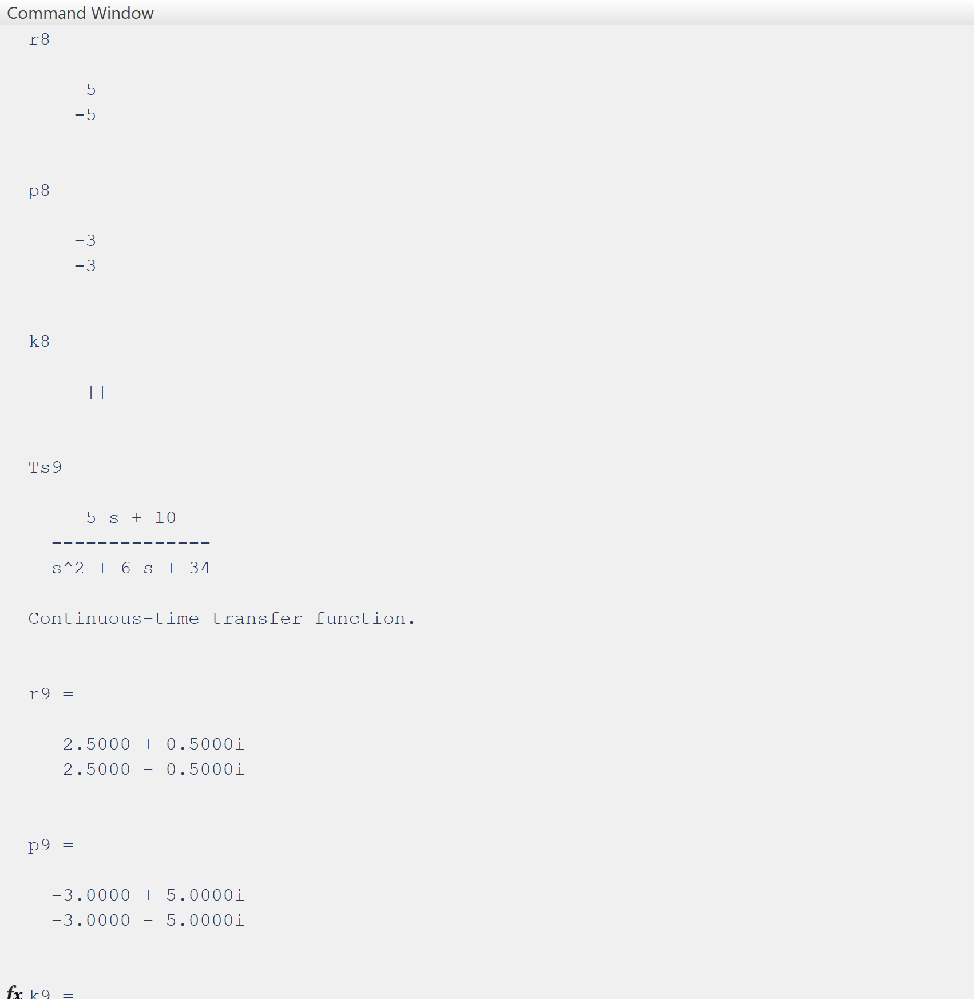 Command Window
r8 =
5
-5
p8 =
-3
-3
k8 =
[]
Ts9 =
5 s + 10
--------------
s^2 + 6 s + 34
Continuous-time transfer function.
r9 =
2.5000 + 0.5000i
2.5000 - 0.5000i
p9 =
-3.0000 + 5.0000i
-3.0000 - 5.0000i
fx k9 =